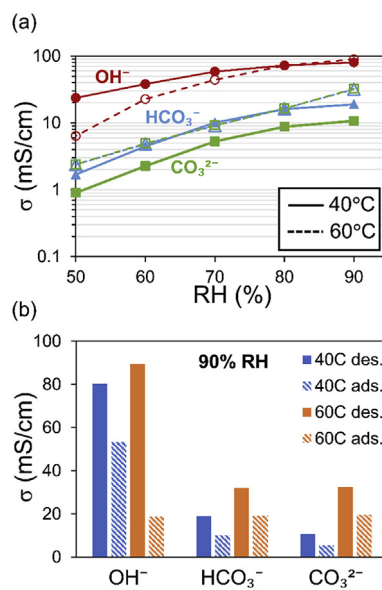 (a)
100
10
1
0.1
σ (mS/cm)
OH⁻
HCO₃⁻
CO₃²⁻
40°C
60°C
50 60 70 80 90
RH (%)
(b)
100
80
60
40
20
0
σ (mS/cm)
90% RH
40C des.
40C ads.
60C des.
60C ads.
OH⁻ HCO₃⁻ CO₃²⁻